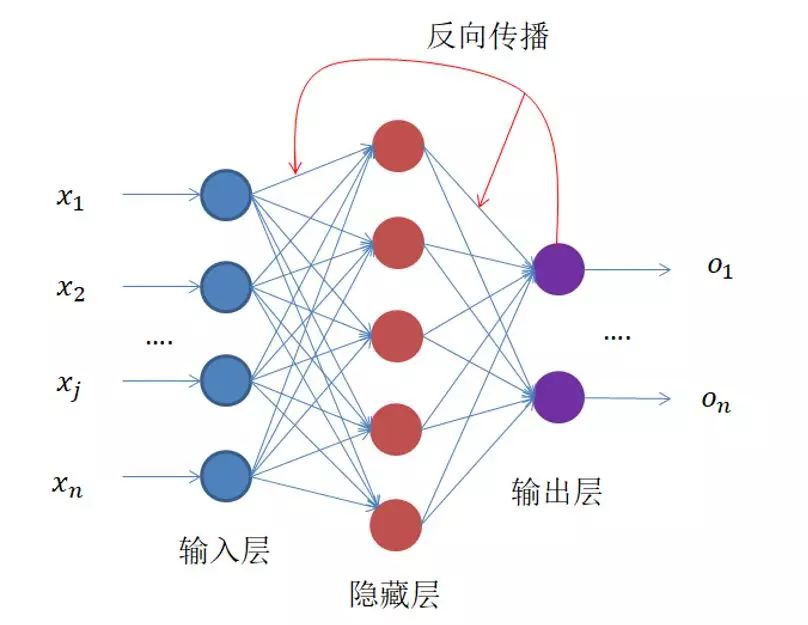 反向传播
x₁
x₂
....
xⱼ
xₙ
o₁
....
oₙ
输入层
隐藏层
输出层